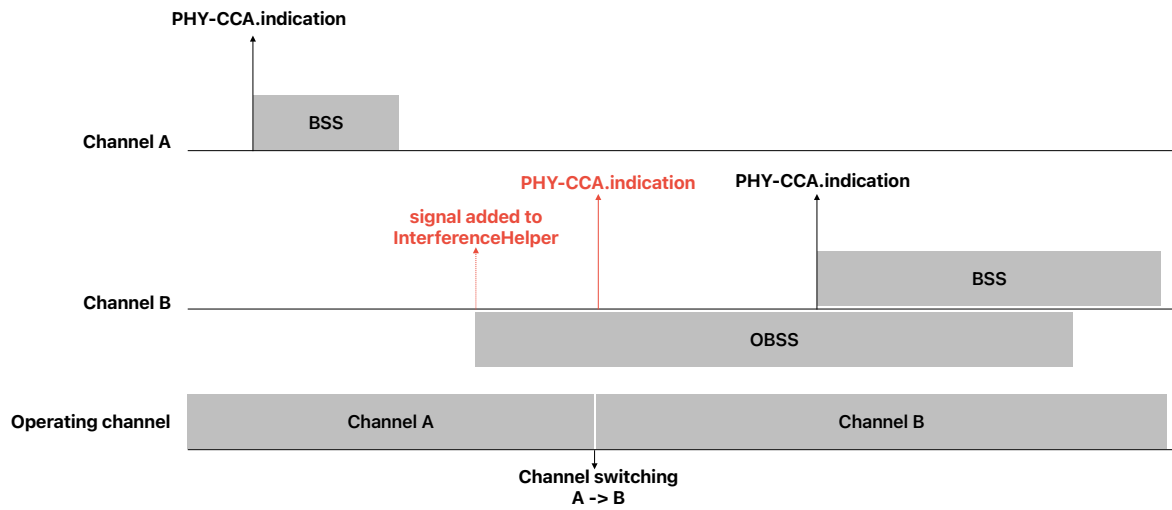 PHY-CCA.indication
BSS
Channel A
PHY-CCA.indication
PHY-CCA.indication
signal added to
InterferenceHelper
BSS
Channel B
OBSS
Operating channel
Channel A
Channel B
Channel switching
A -> B